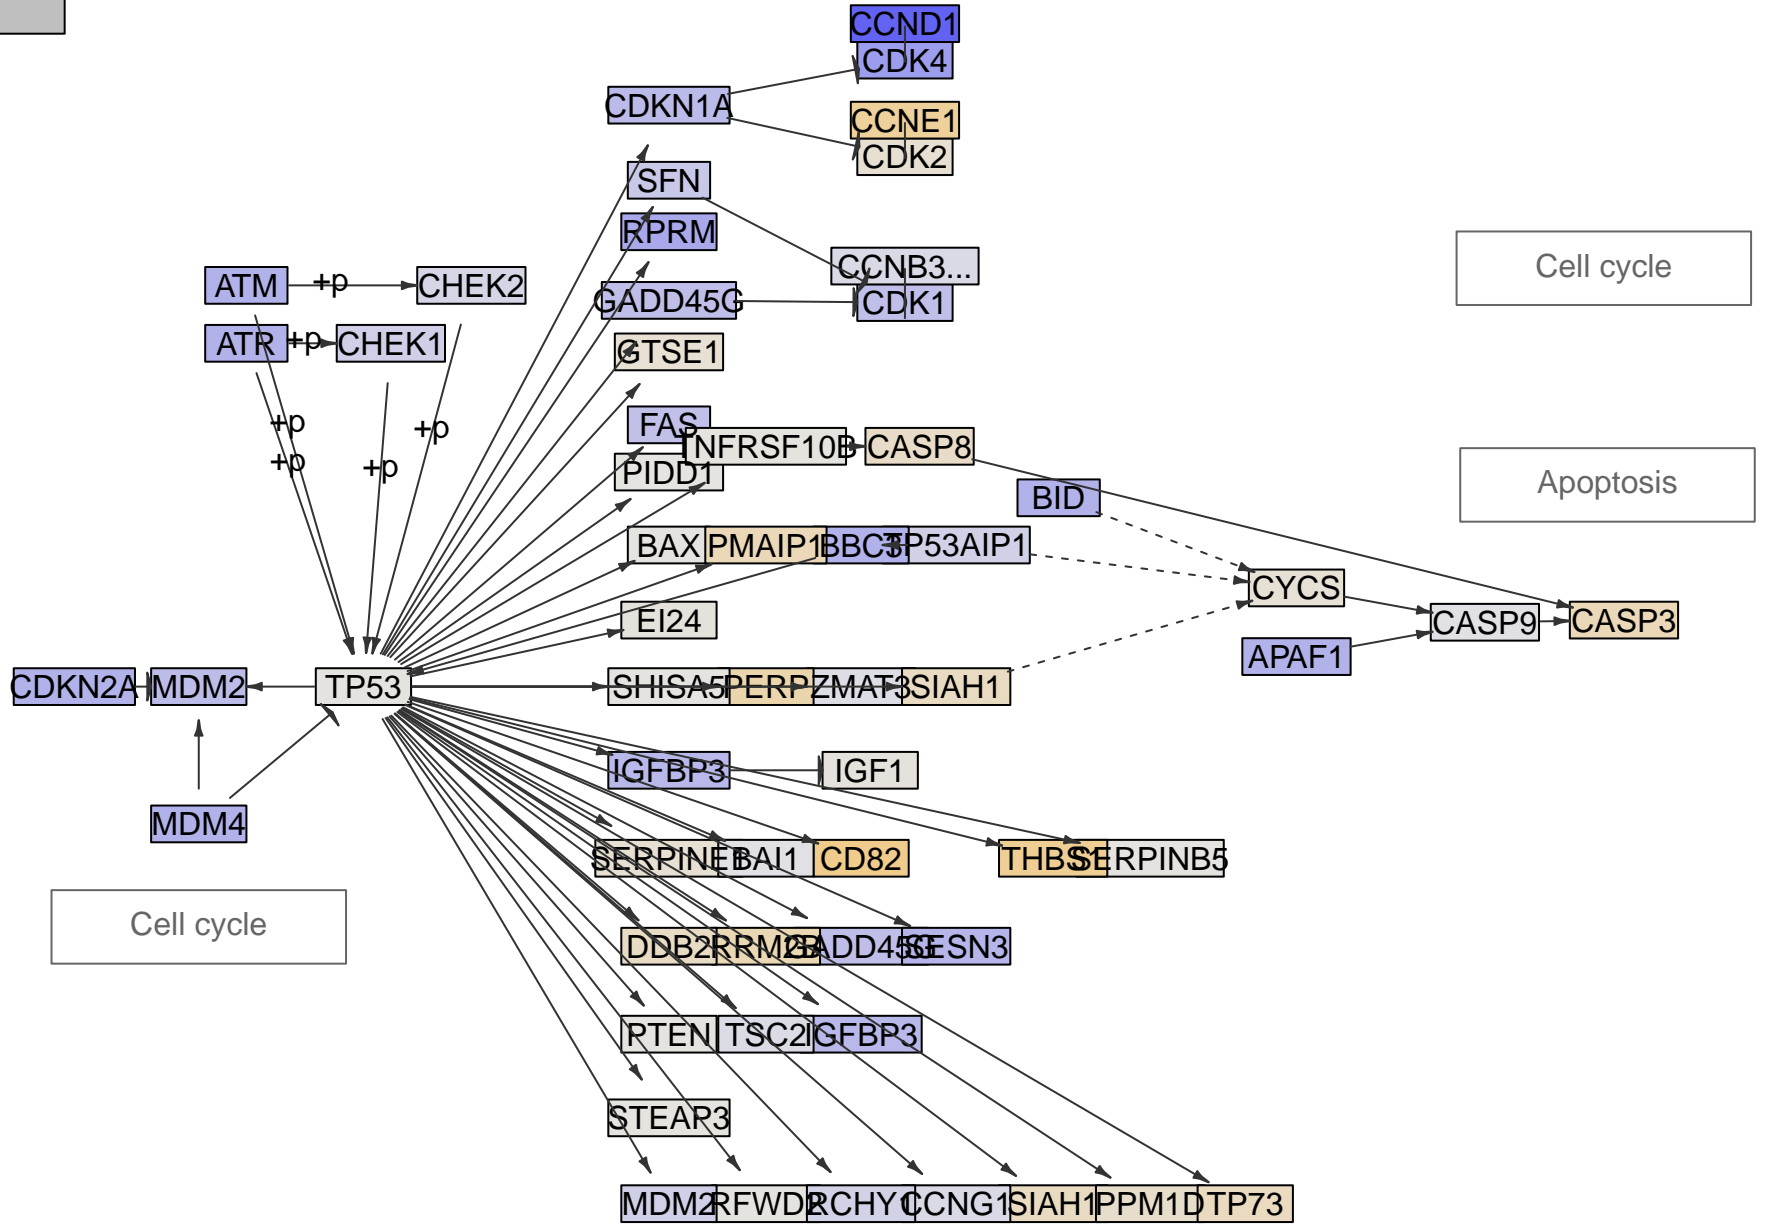 CCND1
CDK4
CDKN1A
CCNE1
CDK2
SFN
RPRM
CCNB3...
Cell cycle
ATM
+p
CHEK2
GADD45G
CDK1
ATR
+p
CHEK1
GTSE1
+p
+p
FAS
TNFRSF10B
CASP8
+p
+p
PIDD1
Apoptosis
BID
BAX
PMAIP1
BBC3
TP53AIP1
CYCS
EI24
CASP9
CASP3
APAF1
CDKN2A
MDM2
TP53
SHISA5
PERP
ZMAT3
SIAH1
IGFBP3
IGF1
MDM4
SERPINE1
BAI1
CD82
THBS1
SERPINB5
Cell cycle
DDB2
RRM2B
GADD45G
SESN3
PTEN
TSC2
IGFBP3
STEAP3
MDM2
RFWD2
RCHY1
CCNG1
SIAH1
PPM1D
TP73